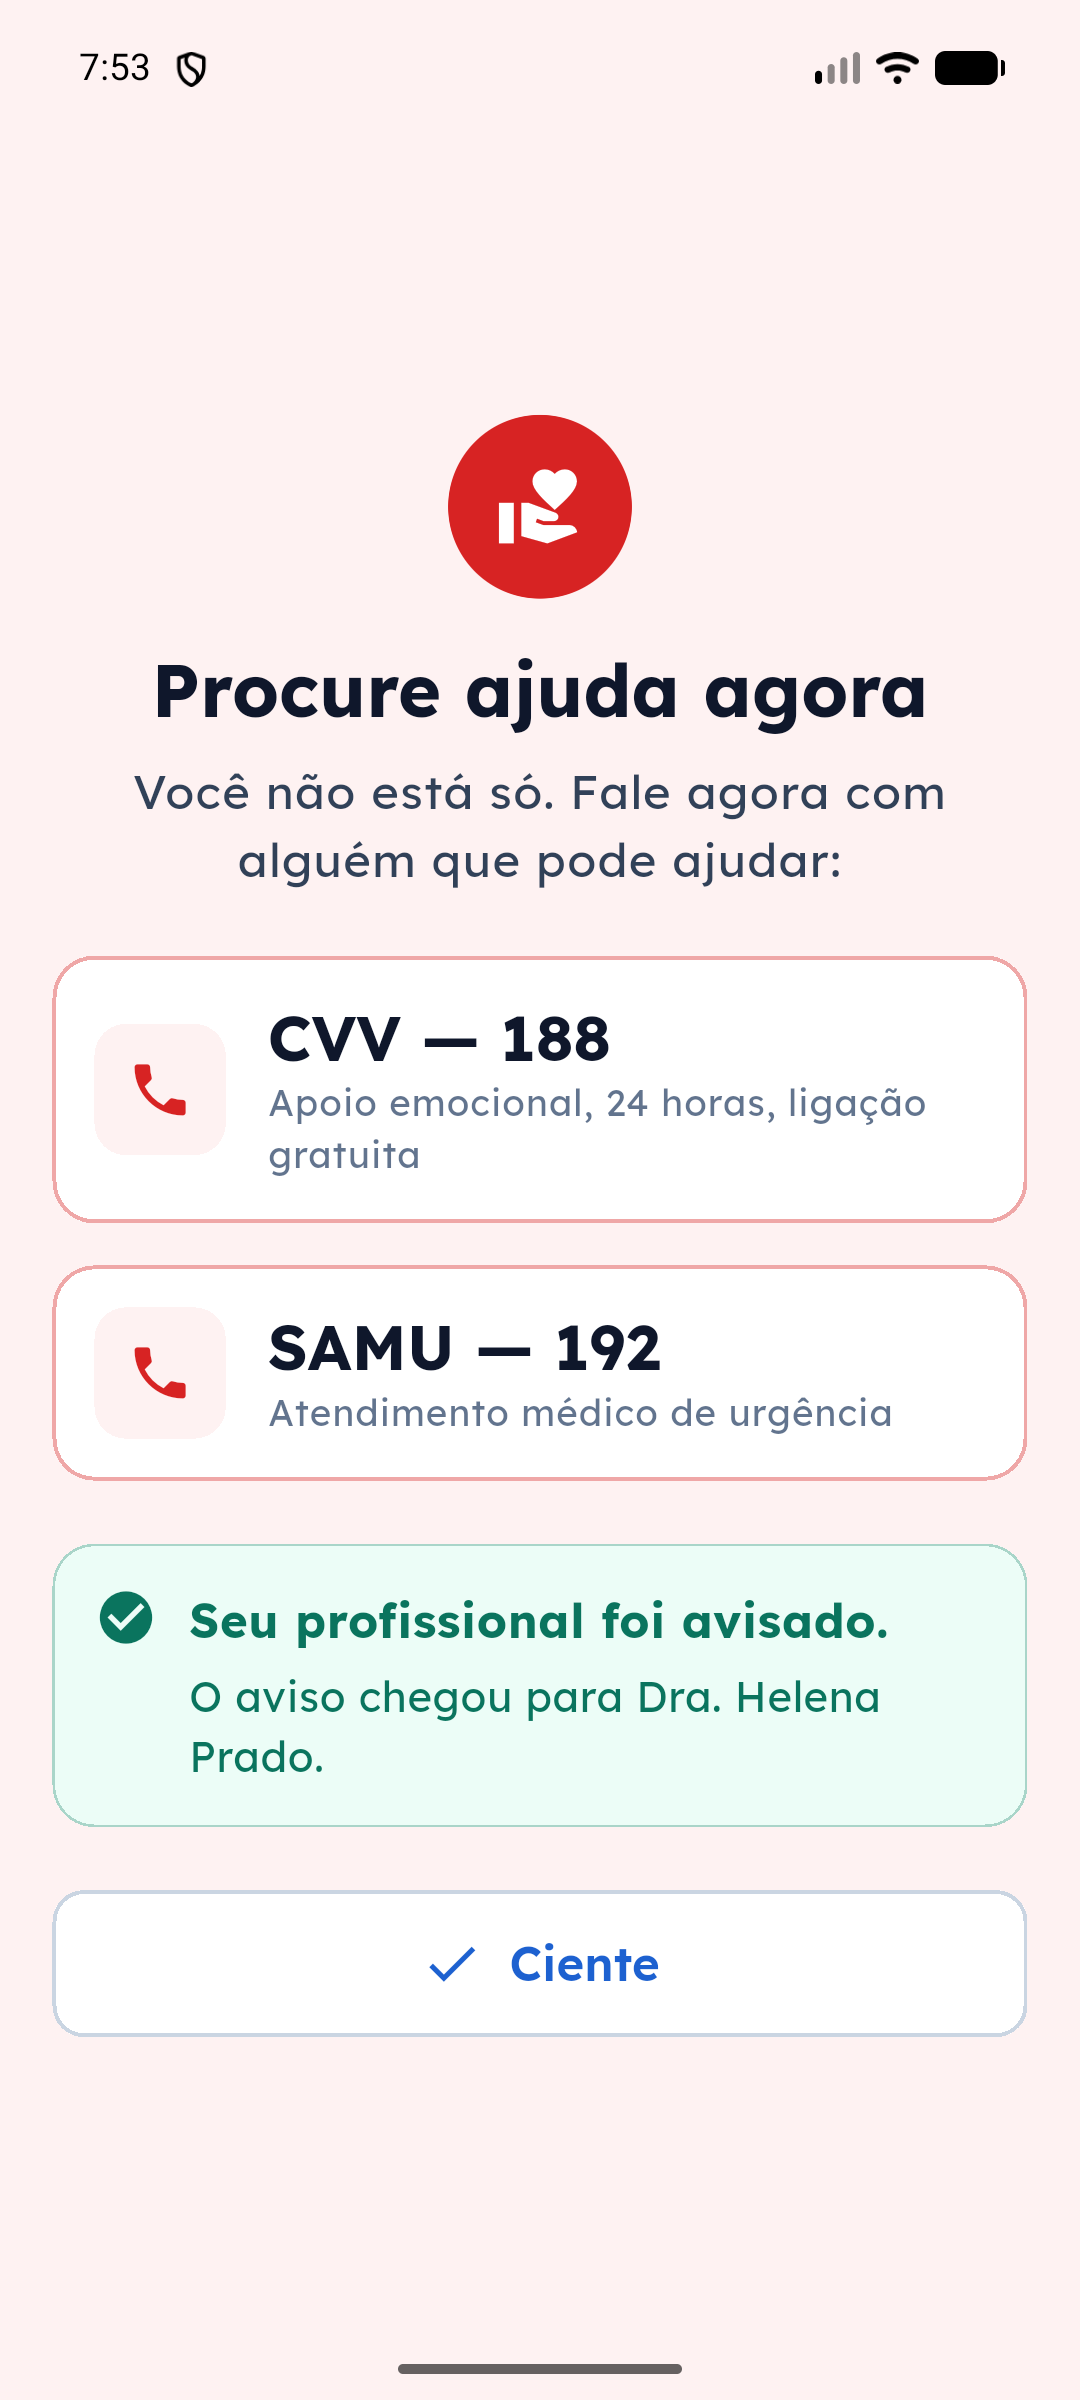 7:53
Procure ajuda agora
Você não está só. Fale agora com
alguém que pode ajudar:
CVV — 188
Apoio emocional, 24 horas, ligação
gratuita
SAMU — 192
Atendimento médico de urgência
Seu profissional foi avisado.
O aviso chegou para Dra. Helena
Prado.
Ciente